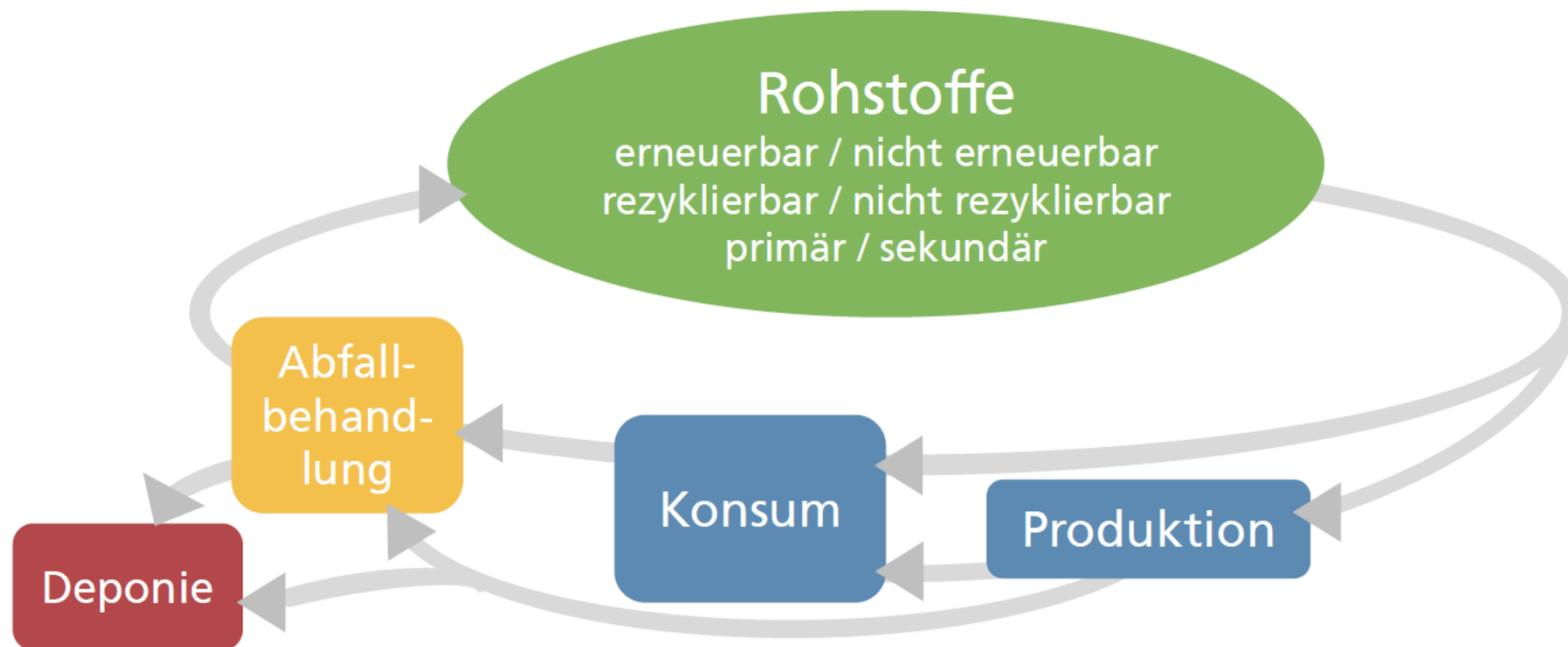 Rohstoffe
erneuerbar / nicht erneuerbar
rezyklierbar / nicht rezyklierbar
primär / sekundär
Abfall-
behand-
lung
Konsum
Produktion
Deponie